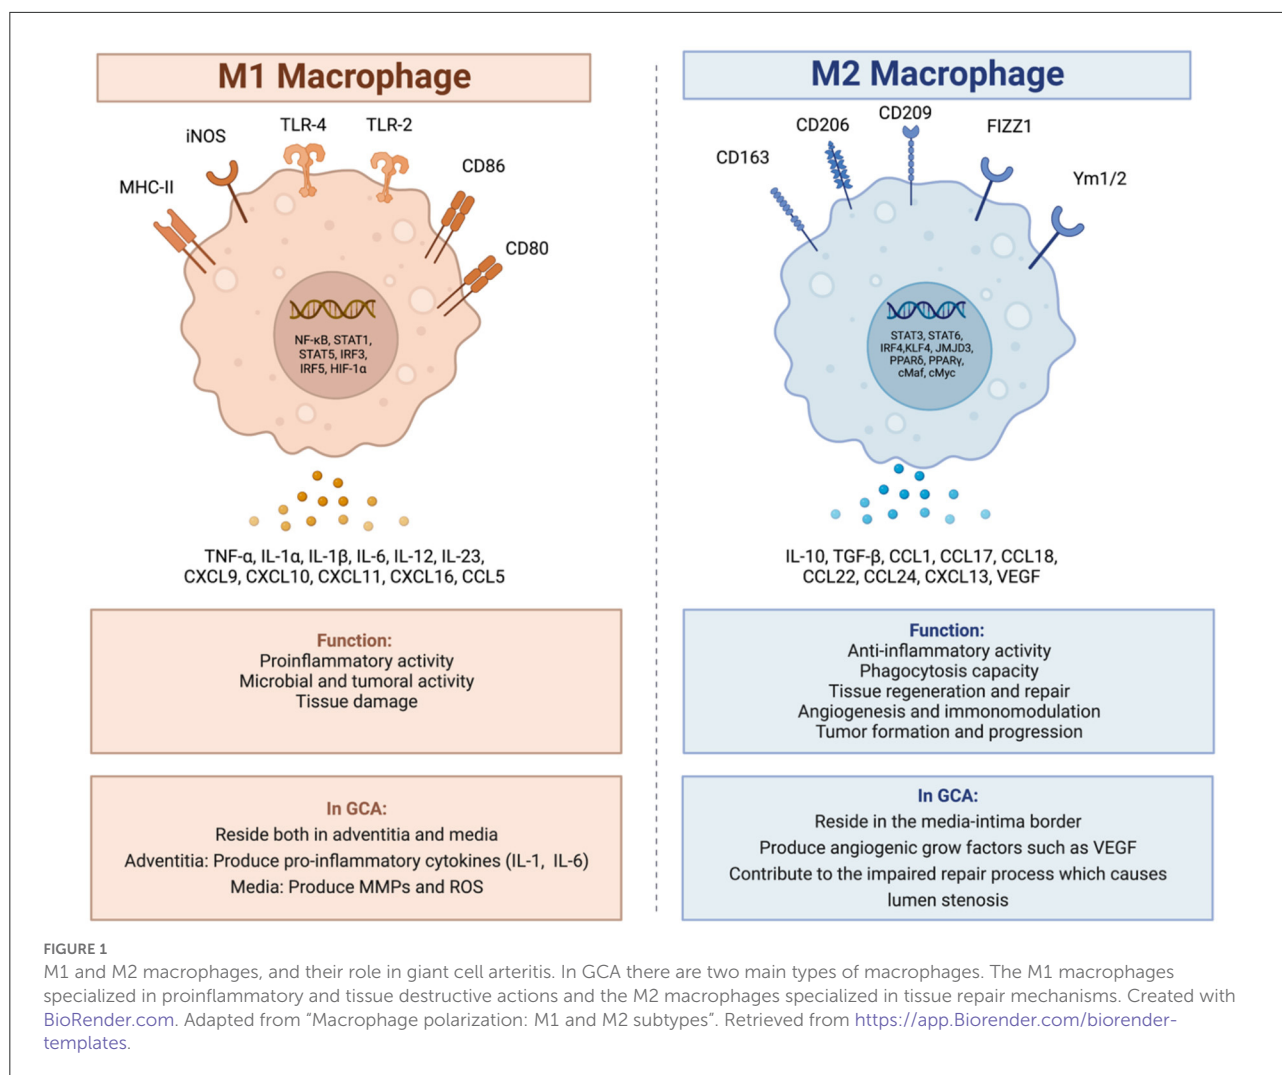 M1 Macrophage
iNOS
TLR-4
TLR-2
MHC-II
CD86
CD80
NF-κB, STAT1,
STAT5, IRF3,
IRF5, HIF-1α
TNF-α, IL-1α, IL-1β, IL-6, IL-12, IL-23,
CXCL9, CXCL10, CXCL11, CXCL16, CCL5
Function:
Proinflammatory activity
Microbial and tumoral activity
Tissue damage
In GCA:
Reside both in adventitia and media
Adventitia: Produce pro-inflammatory cytokines (IL-1, IL-6)
Media: Produce MMPs and ROS
M2 Macrophage
CD163
CD206
CD209
FIZZ1
Ym1/2
STAT3, STAT6,
IRF4,KLF4, JMJD3,
PPARδ, PPARγ,
cMaf, cMyc
IL-10, TGF-β, CCL1, CCL17, CCL18,
CCL22, CCL24, CXCL13, VEGF
Function:
Anti-inflammatory activity
Phagocytosis capacity
Tissue regeneration and repair
Angiogenesis and immonomodulation
Tumor formation and progression
In GCA:
Reside in the media-intima border
Produce angiogenic grow factors such as VEGF
Contribute to the impaired repair process which causes
lumen stenosis
FIGURE 1
M1 and M2 macrophages, and their role in giant cell arteritis. In GCA there are two main types of macrophages. The M1 macrophages
specialized in proinflammatory and tissue destructive actions and the M2 macrophages specialized in tissue repair mechanisms. Created with
BioRender.com. Adapted from “Macrophage polarization: M1 and M2 subtypes”. Retrieved from https://app.Biorender.com/biorender-
templates.